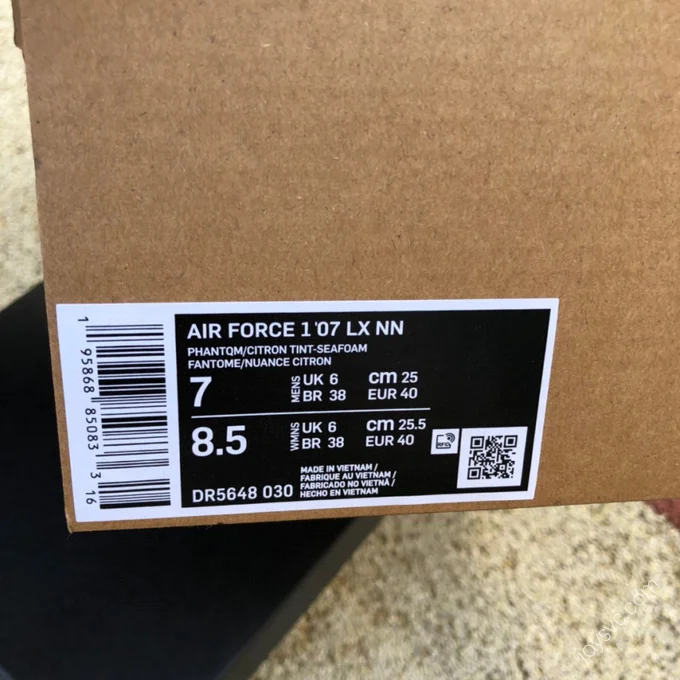 AIR FORCE 1 '07 LX NN
PHANTOM/CITRON TINT-SEAFOAM
FANTOME/NUANCE CITRON
7 MENS UK 6 cm 25
BR 38 EUR 40
8.5 WMNS UK 6 cm 25.5
BR 38 EUR 40
RFID
DR5648 030
MADE IN VIETNAM /
FABRIQUE AU VIETNAM /
FABRICADO NO VIETNÃ /
HECHO EN VIETNAM
1 95868 85083 3 16